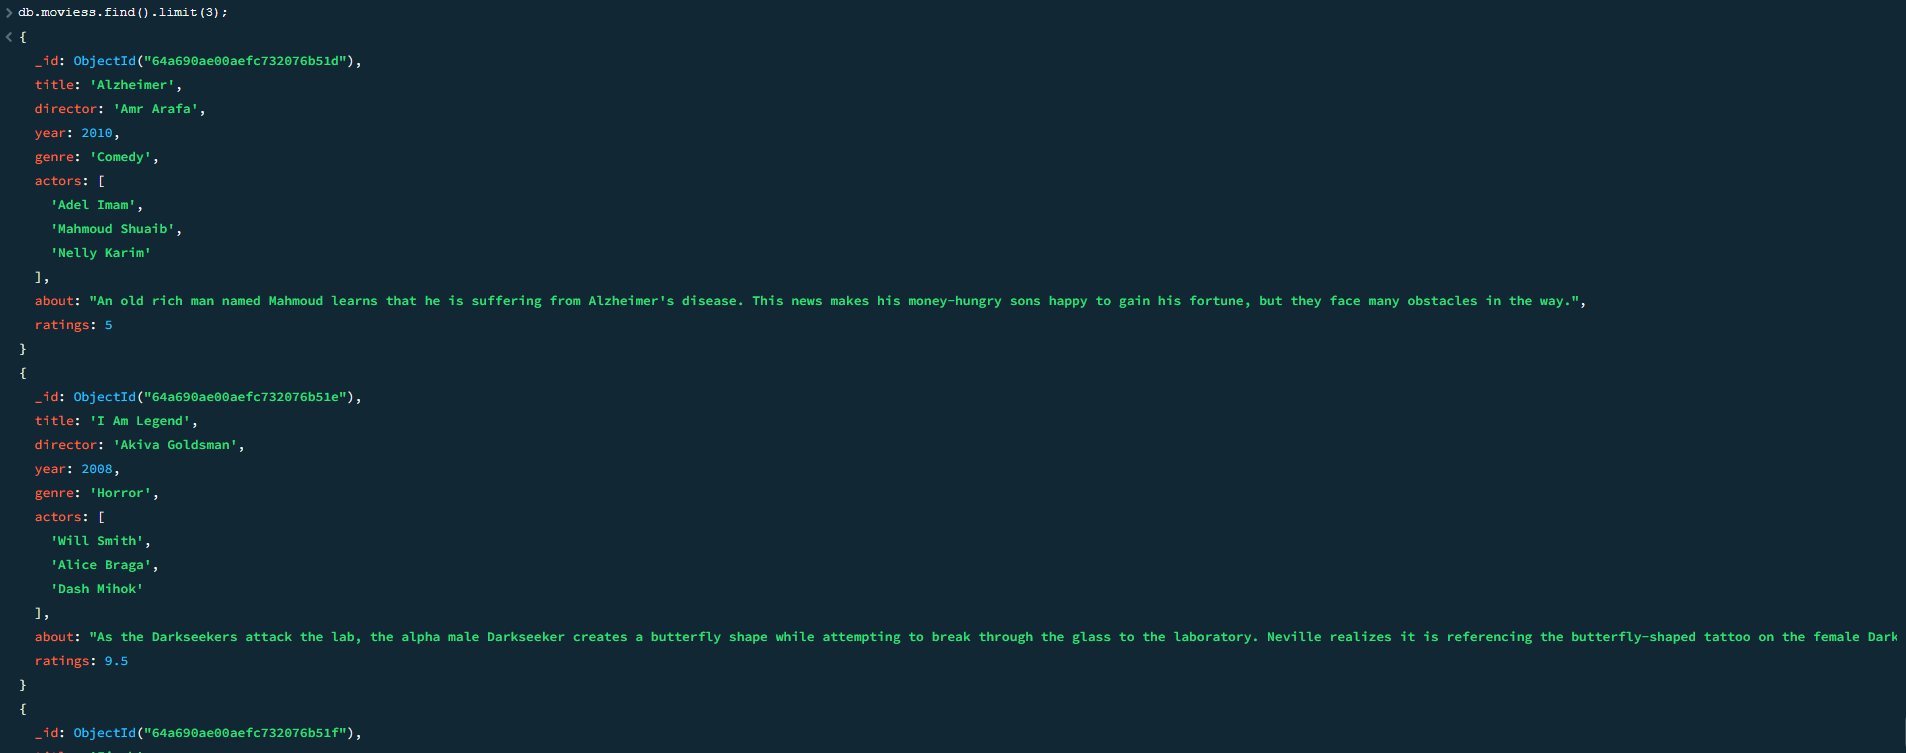 db.moviess.find().limit(3);
{
_id: ObjectId("64a690ae00aefc732076b51d"),
title: 'Alzheimer',
director: 'Amr Arafa',
year: 2010,
genre: 'Comedy',
actors: [
'Adel Imam',
'Mahmoud Shuaib',
'Nelly Karim'
],
about: "An old rich man named Mahmoud learns that he is suffering from Alzheimer's disease. This news makes his money-hungry sons happy to gain his fortune, but they face many obstacles in the way.",
ratings: 5
}
{
_id: ObjectId("64a690ae00aefc732076b51e"),
title: 'I Am Legend',
director: 'Akiva Goldsman',
year: 2008,
genre: 'Horror',
actors: [
'Will Smith',
'Alice Braga',
'Dash Mihok'
],
about: "As the Darkseekers attack the lab, the alpha male Darkseeker creates a butterfly shape while attempting to break through the glass to the laboratory. Neville realizes it is referencing the butterfly-shaped tattoo on the female Dark
ratings: 9.5
}
{
_id: ObjectId("64a690ae00aefc732076b51f"),